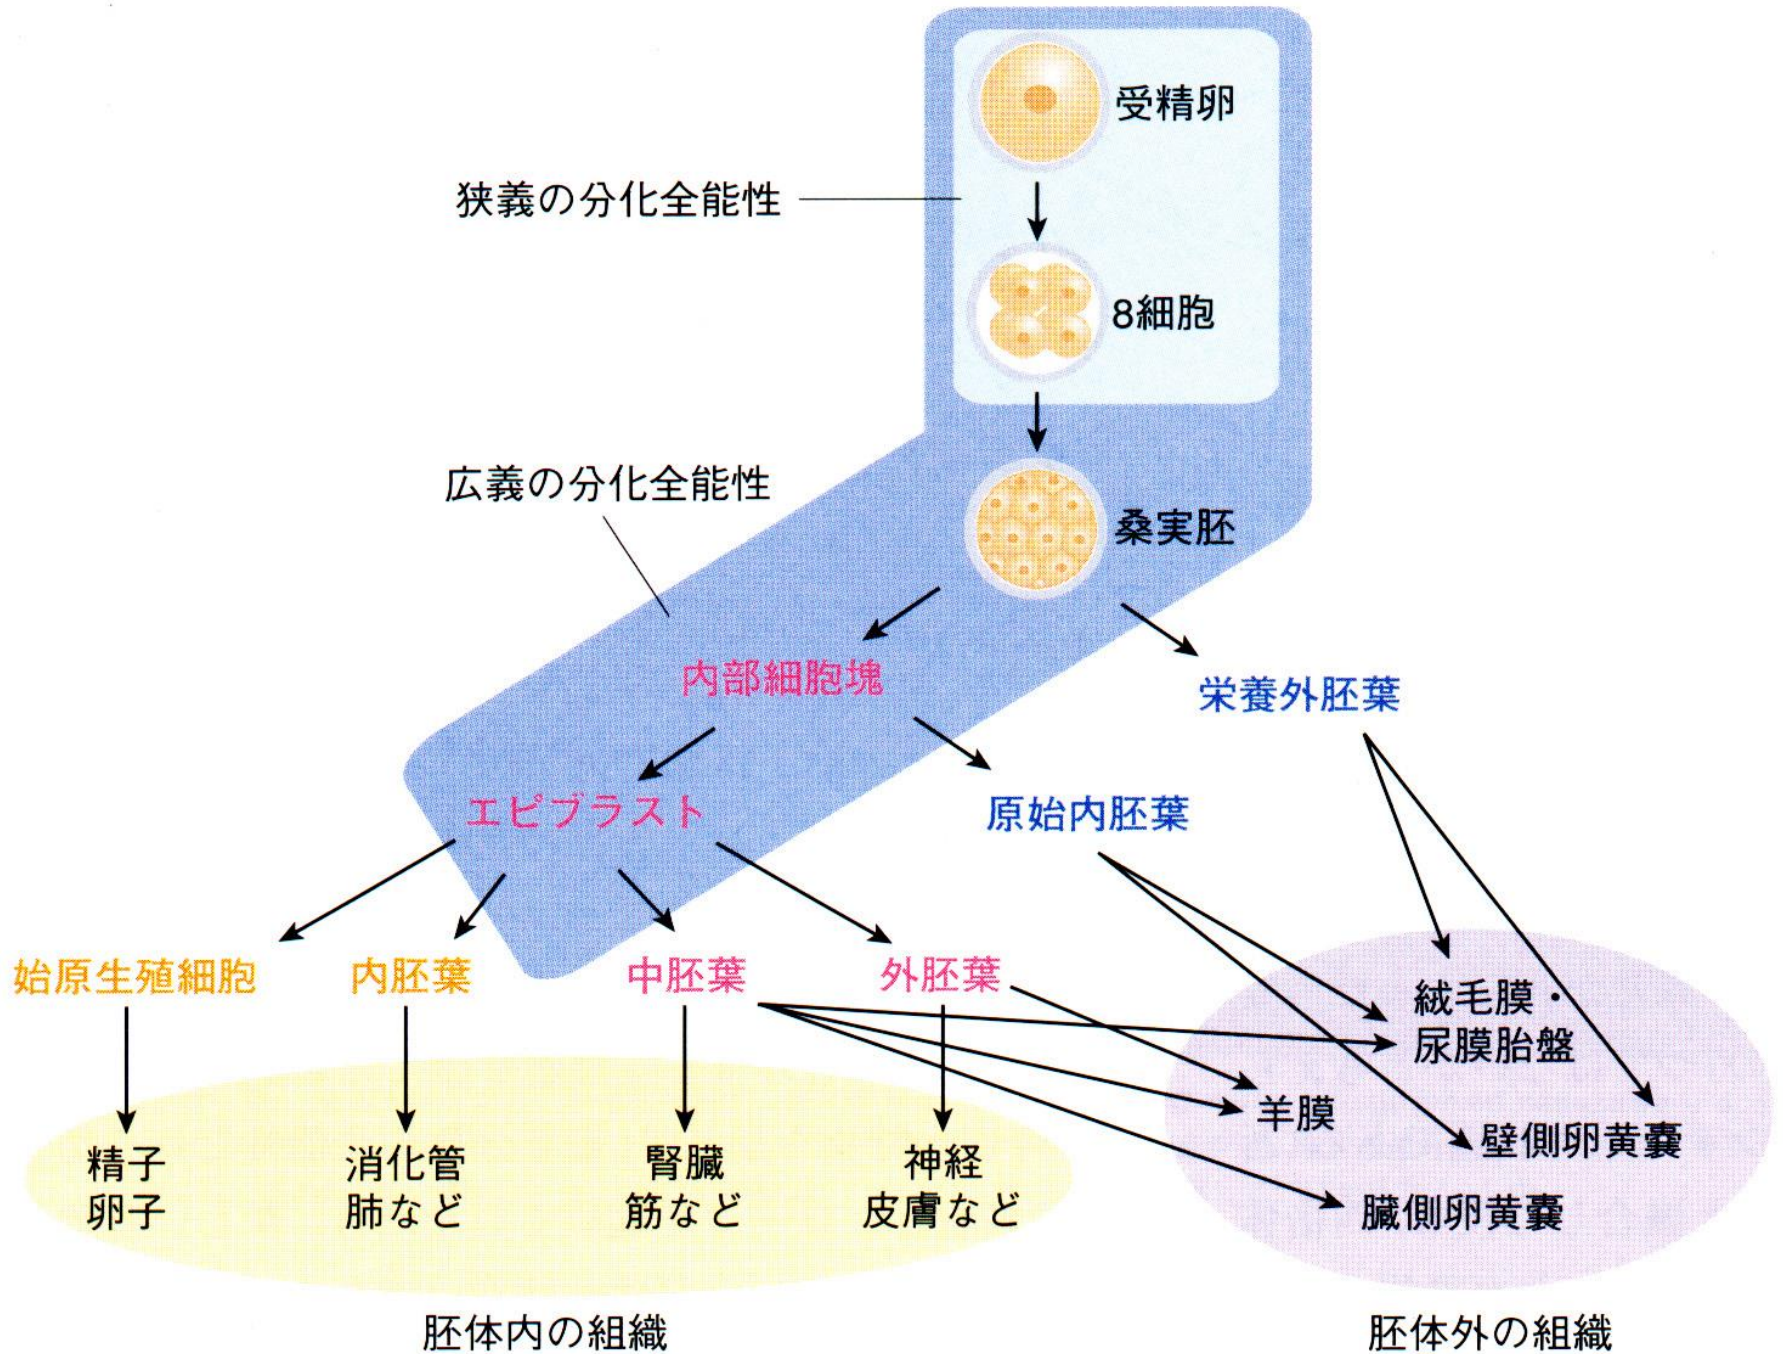 受精卵
狭義の分化全能性
8細胞
広義の分化全能性
桑実胚
内部細胞塊
栄養外胚葉
エピブラスト
原始内胚葉
始原生殖細胞
内胚葉
中胚葉
外胚葉
絨毛膜・
尿膜胎盤
羊膜
壁側卵黄嚢
臓側卵黄嚢
精子
卵子
消化管
肺など
腎臓
筋など
神経
皮膚など
胚体内の組織
胚体外の組織